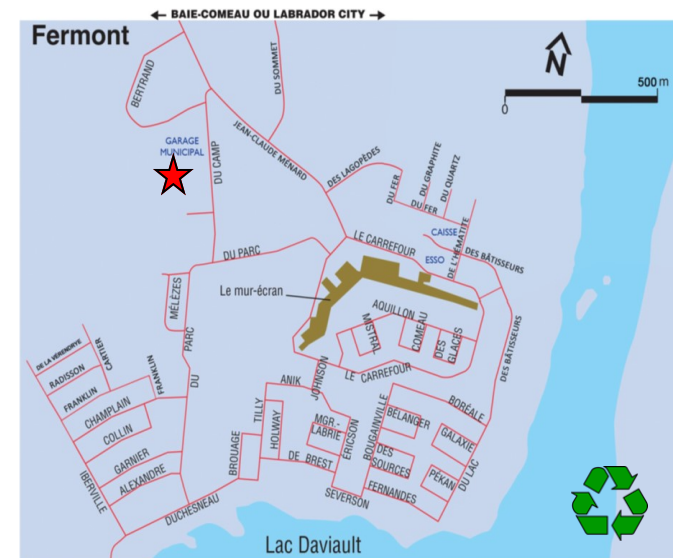 BAIE-COMEAU OU LABRADOR CITY
Fermont
N
500 m
0
BERTRAND
DU SOMMET
GARAGE
MUNICIPAL
DU CAMP
JEAN-CLAUDE MÉNARD
DES LAGOPÈDES
DU FER
DU GRAPHITE
DU QUARTZ
DU FER
CAISSE
DE L'HÉMATITE
LE CARREFOUR
ESSO
DES BÂTISSEURS
DU PARC
Le mur-écran
MÉLÈZES
AQUILLON
MISTRAL
COMEAU
DES
GLACES
DES BÂTISSEURS
PARC
DU
LE CARREFOUR
JOHNSON
DE LA VERENDRYE
CARTIER
RADISSON
FRANKLIN
FRANKLIN
CHAMPLAIN
COLLIN
GARNIER
ALEXANDRE
IBERVILLE
DUCHESNEAU
ANIK
TILLY
HOLWAY
BROUAGE
MGR.-
LABRIE
ERICSON
DE BREST
BOUGAINVILLE
BÉLANGER
BORÉALE
GALAXIE
DES
SOURCES
PÉKAN
DU LAC
FERNANDES
SEVERSON
Lac Daviault